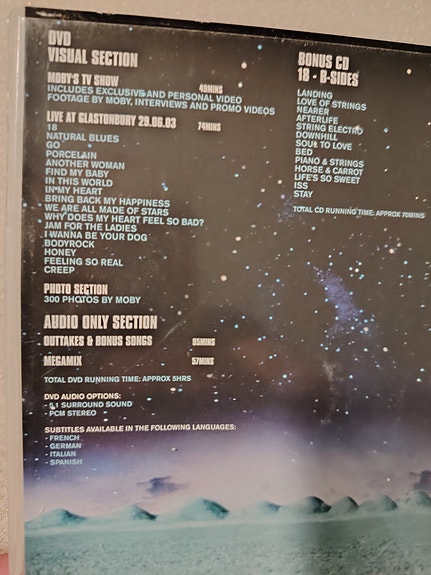 DVD
VISUAL SECTION
MOBY'S TV SHOW 49MINS
INCLUDES EXCLUSIVE AND PERSONAL VIDEO
FOOTAGE BY MOBY, INTERVIEWS AND PROMO VIDEOS
LIVE AT GLASTONBURY 29.06.03 74MINS
18
NATURAL BLUES
GO
PORCELAIN
ANOTHER WOMAN
FIND MY BABY
IN THIS WORLD
IN MY HEART
BRING BACK MY HAPPINESS
WE ARE ALL MADE OF STARS
WHY DOES MY HEART FEEL SO BAD?
JAM FOR THE LADIES
I WANNA BE YOUR DOG
BODYROCK
HONEY
FEELING SO REAL
CREEP
PHOTO SECTION
300 PHOTOS BY MOBY
AUDIO ONLY SECTION
OUTTAKES & BONUS SONGS 95MINS
MEGAMIX 57MINS
TOTAL DVD RUNNING TIME: APPROX 5HRS
DVD AUDIO OPTIONS:
- 5.1 SURROUND SOUND
- PCM STEREO
SUBTITLES AVAILABLE IN THE FOLLOWING LANGUAGES:
- FRENCH
- GERMAN
- ITALIAN
- SPANISH
BONUS CD
18 - B-SIDES
LANDING
LOVE OF STRINGS
NEARER
AFTERLIFE
STRING ELECTRO
DOWNHILL
SOUL TO LOVE
BED
PIANO & STRINGS
HORSE & CARROT
LIFE'S SO SWEET
ISS
STAY
TOTAL CD RUNNING TIME: APPROX 70MINS